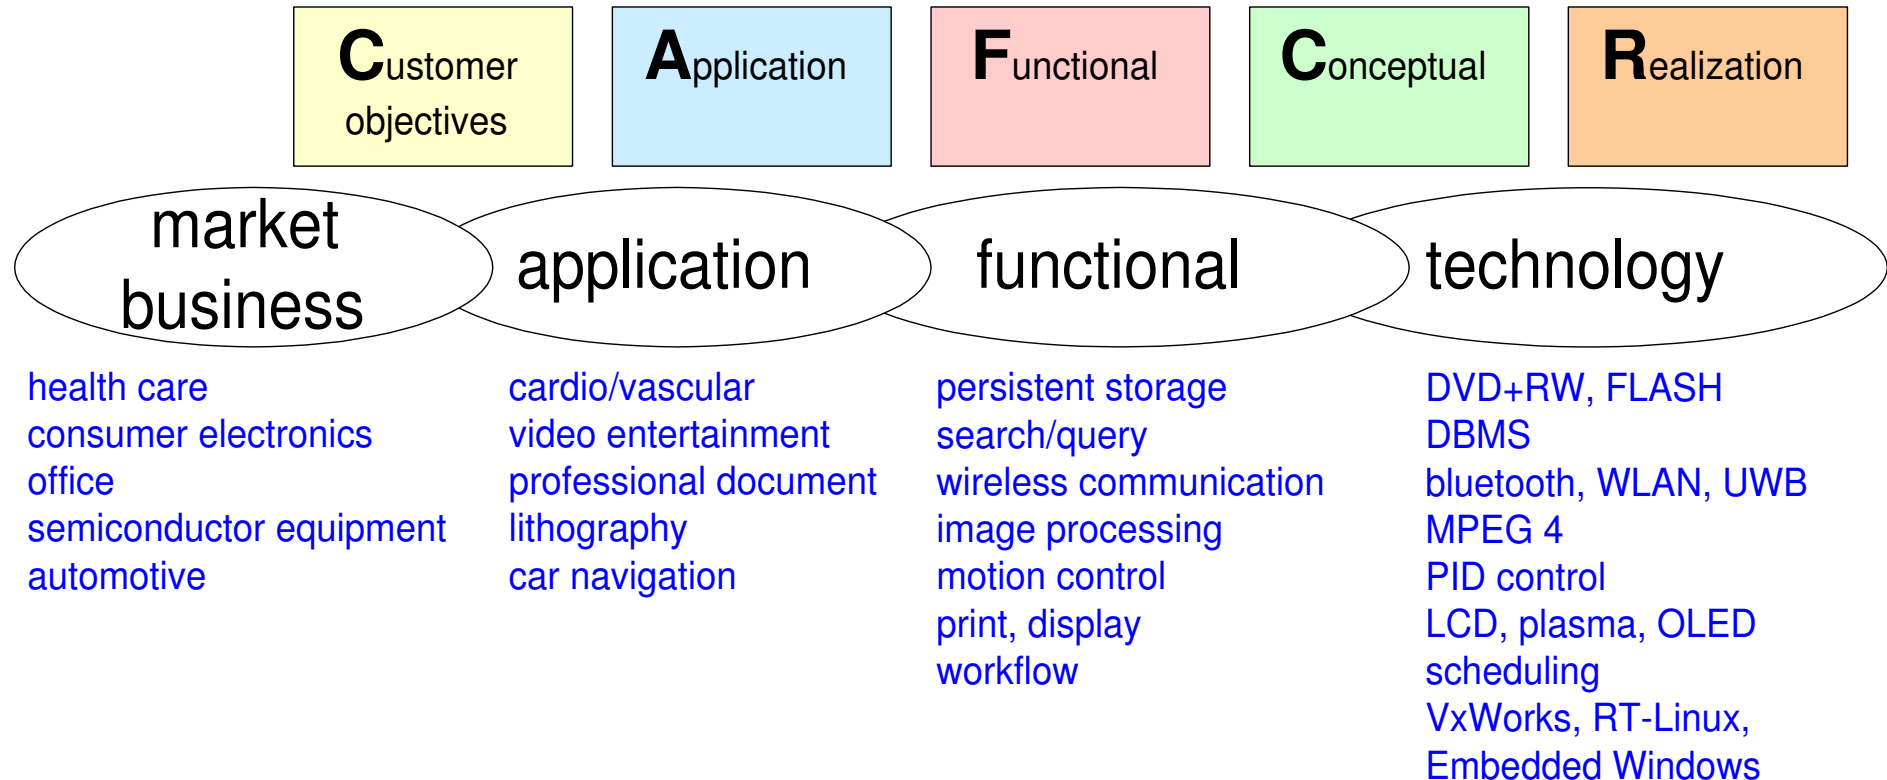 Customer
objectives
Application
Functional
Conceptual
Realization
market
business
application
functional
technology
health care
consumer electronics
office
semiconductor equipment
automotive
cardio/vascular
video entertainment
professional document
lithography
car navigation
persistent storage
search/query
wireless communication
image processing
motion control
print, display
workflow
DVD+RW, FLASH
DBMS
bluetooth, WLAN, UWB
MPEG 4
PID control
LCD, plasma, OLED
scheduling
VxWorks, RT-Linux,
Embedded Windows